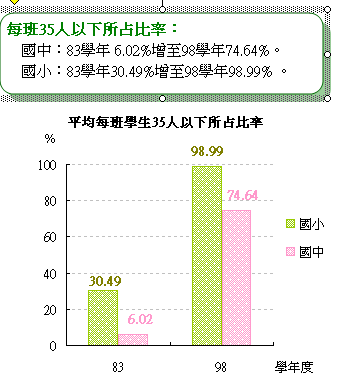 每班35人以下所占比率：
國中：83學年 6.02%增至98學年74.64%。
國小：83學年30.49%增至98學年98.99% 。
平均每班學生35人以下所占比率
%
98.99
100
74.64
80
國小
60
國中
40
30.49
20
6.02
0
83 98 學年度